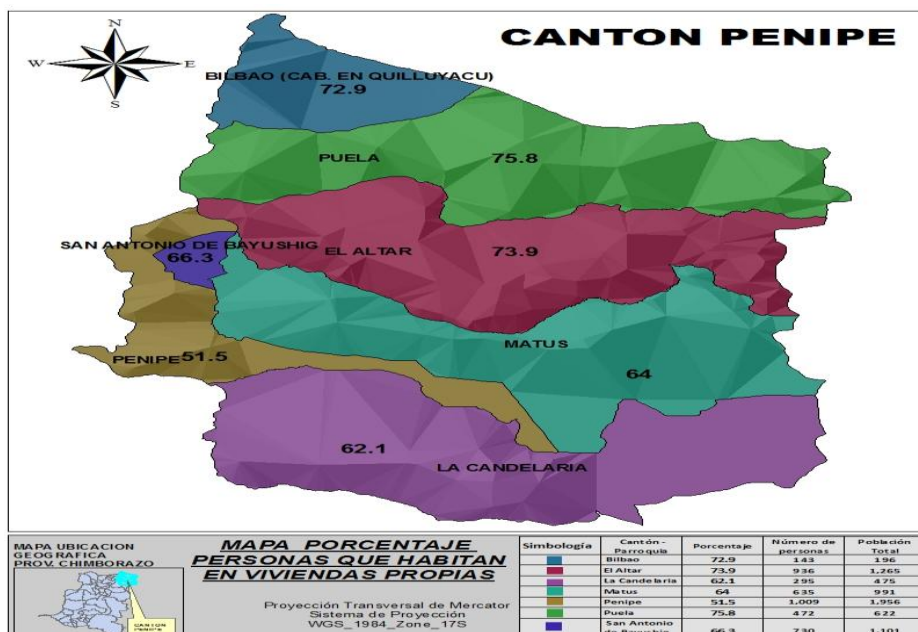 CANTON PENIPE
N
W E
S
BILBAO (CAB. EN QUILLUYACU)
72.9
PUELA
75.8
SAN ANTONIO DE BAYUSHIG
66.3
EL ALTAR
73.9
MATUS
64
PENIPE 51.5
62.1
LA CANDELARIA
MAPA UBICACION
GEOGRAFICA
PROV. CHIMBORAZO
CANTON
PENIPE
MAPA PORCENTAJE
PERSONAS QUE HABITAN
EN VIVIENDAS PROPIAS
Proyección Transversal de Mercator
Sistema de Proyección
WGS_1984_Zone_17S
Simbología Cantón - Parroquia Porcentaje Número de personas Población Total
Bilbao 72.9 143 196
El Altar 73.9 936 1,265
La Candelaria 62.1 295 475
Matus 64 635 991
Penipe 51.5 1,009 1,956
Puela 75.8 472 622
San Antonio de Bayushig 66.3 730 1,101